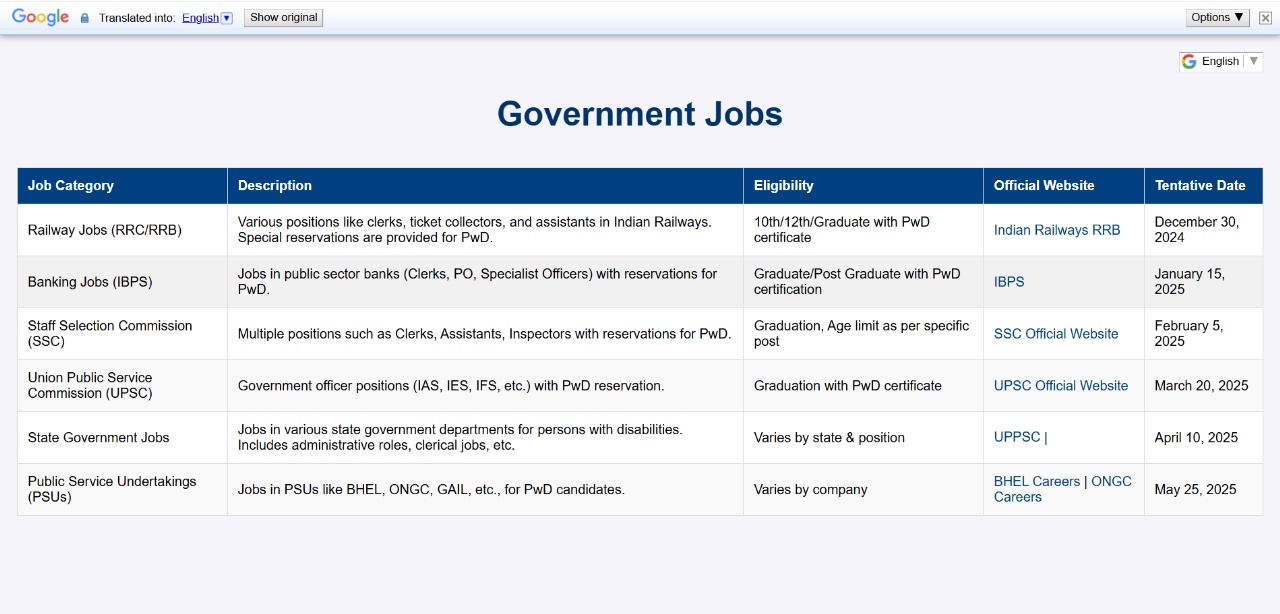 Google Translated into: English Show original Options
English
Government Jobs
Job Category Description Eligibility Official Website Tentative Date
Railway Jobs (RRC/RRB)
Various positions like clerks, ticket collectors, and assistants in Indian Railways.
Special reservations are provided for PwD.
10th/12th/Graduate with PwD
certificate
Indian Railways RRB
December 30,
2024
Banking Jobs (IBPS)
Jobs in public sector banks (Clerks, PO, Specialist Officers) with reservations for
PwD.
Graduate/Post Graduate with PwD
certification
IBPS
January 15,
2025
Staff Selection Commission
(SSC)
Multiple positions such as Clerks, Assistants, Inspectors with reservations for PwD.
Graduation, Age limit as per specific
post
SSC Official Website
February 5,
2025
Union Public Service
Commission (UPSC)
Government officer positions (IAS, IES, IFS, etc.) with PwD reservation.
Graduation with PwD certificate
UPSC Official Website
March 20, 2025
State Government Jobs
Jobs in various state government departments for persons with disabilities.
Includes administrative roles, clerical jobs, etc.
Varies by state & position
UPPSC |
April 10, 2025
Public Service Undertakings
(PSUs)
Jobs in PSUs like BHEL, ONGC, GAIL, etc., for PwD candidates.
Varies by company
BHEL Careers | ONGC
Careers
May 25, 2025